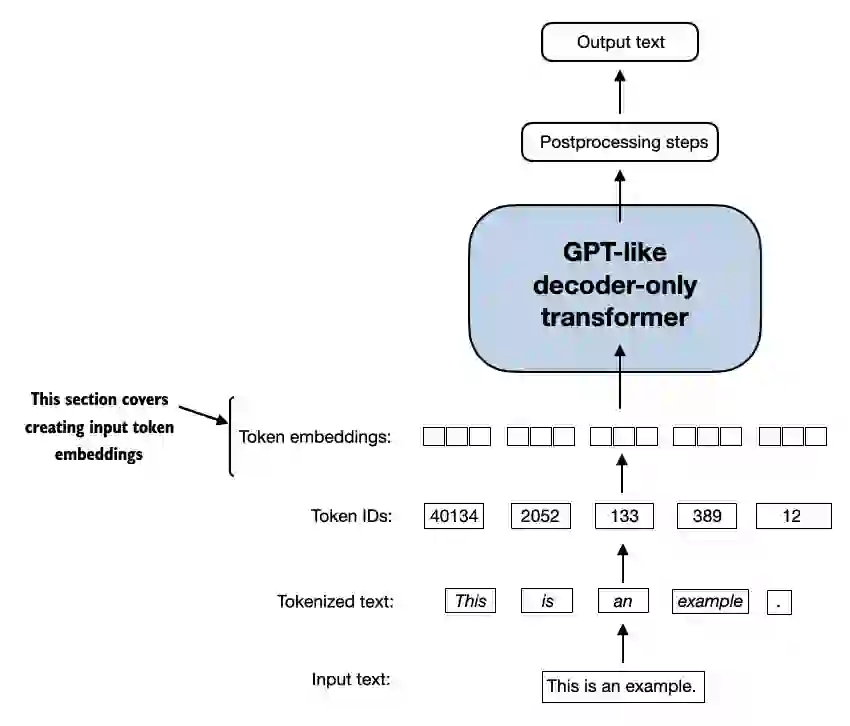 Output text
Postprocessing steps
GPT-like
decoder-only
transformer
This section covers
creating input token
embeddings
Token embeddings:
Token IDs: 40134 2052 133 389 12
Tokenized text: This is an example .
Input text: This is an example.